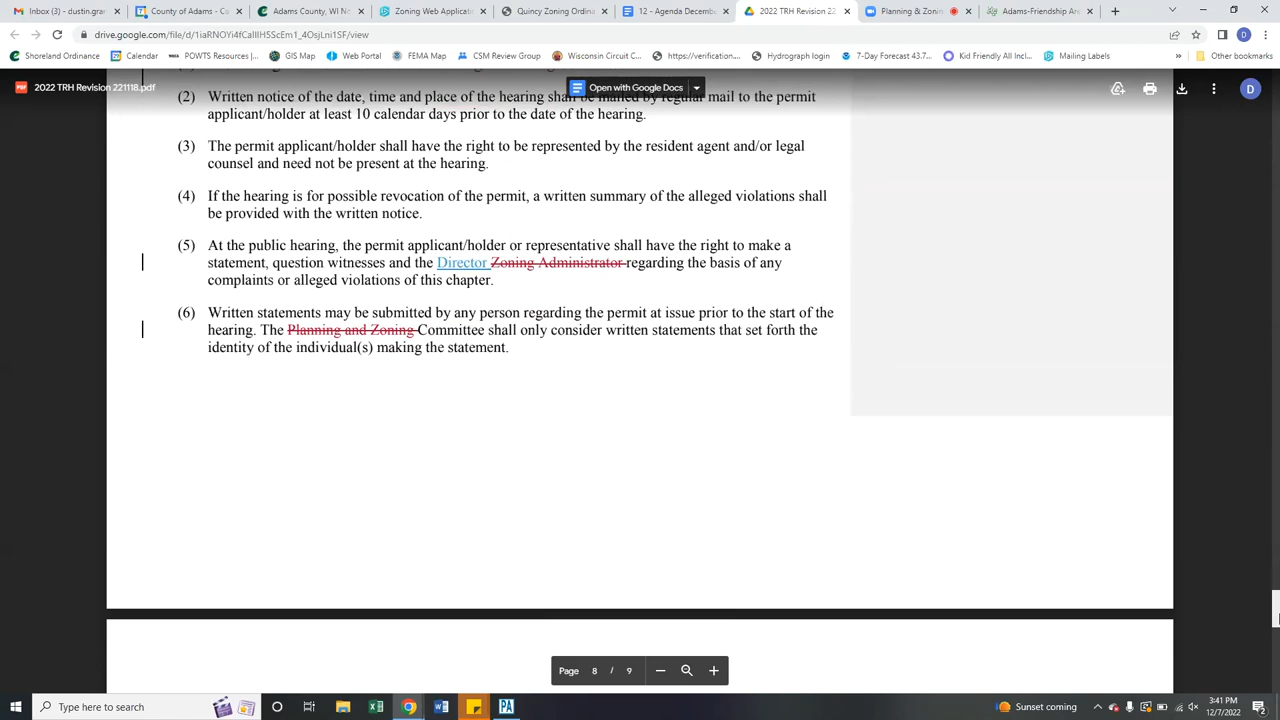 Inbox (3) - dustin.gra
County of Adams - Ca
Adams County, WI No
Zoning Web Applicati
Quincy Zoning Ordina
12 - Agenda Decemb
2022 TRH Revision 22
Planning & Zonin
Adams-Friendship Ar
drive.google.com/file/d/1iaRNOYi4fCalIIH5ScEm1_4OsjLni1SF/view
Shoreland Ordinance
Calendar
POWTS Resources |...
GIS Map
Web Portal
FEMA Map
CSM Review Group
Wisconsin Circuit C...
https://verification....
Hydrograph login
7-Day Forecast 43.7...
Kid Friendly All Inc...
Mailing Labels
Other bookmarks
2022 TRH Revision 221118.pdf
Open with Google Docs
D
(2) Written notice of the date, time and place of the hearing shall be mailed by regular mail to the permit
applicant/holder at least 10 calendar days prior to the date of the hearing.
(3) The permit applicant/holder shall have the right to be represented by the resident agent and/or legal
counsel and need not be present at the hearing.
(4) If the hearing is for possible revocation of the permit, a written summary of the alleged violations shall
be provided with the written notice.
(5) At the public hearing, the permit applicant/holder or representative shall have the right to make a
statement, question witnesses and the Director Zoning Administrator regarding the basis of any
complaints or alleged violations of this chapter.
(6) Written statements may be submitted by any person regarding the permit at issue prior to the start of the
hearing. The Planning and Zoning Committee shall only consider written statements that set forth the
identity of the individual(s) making the statement.
Page 8 / 9
Type here to search
Sunset coming
3:41 PM
12/7/2022